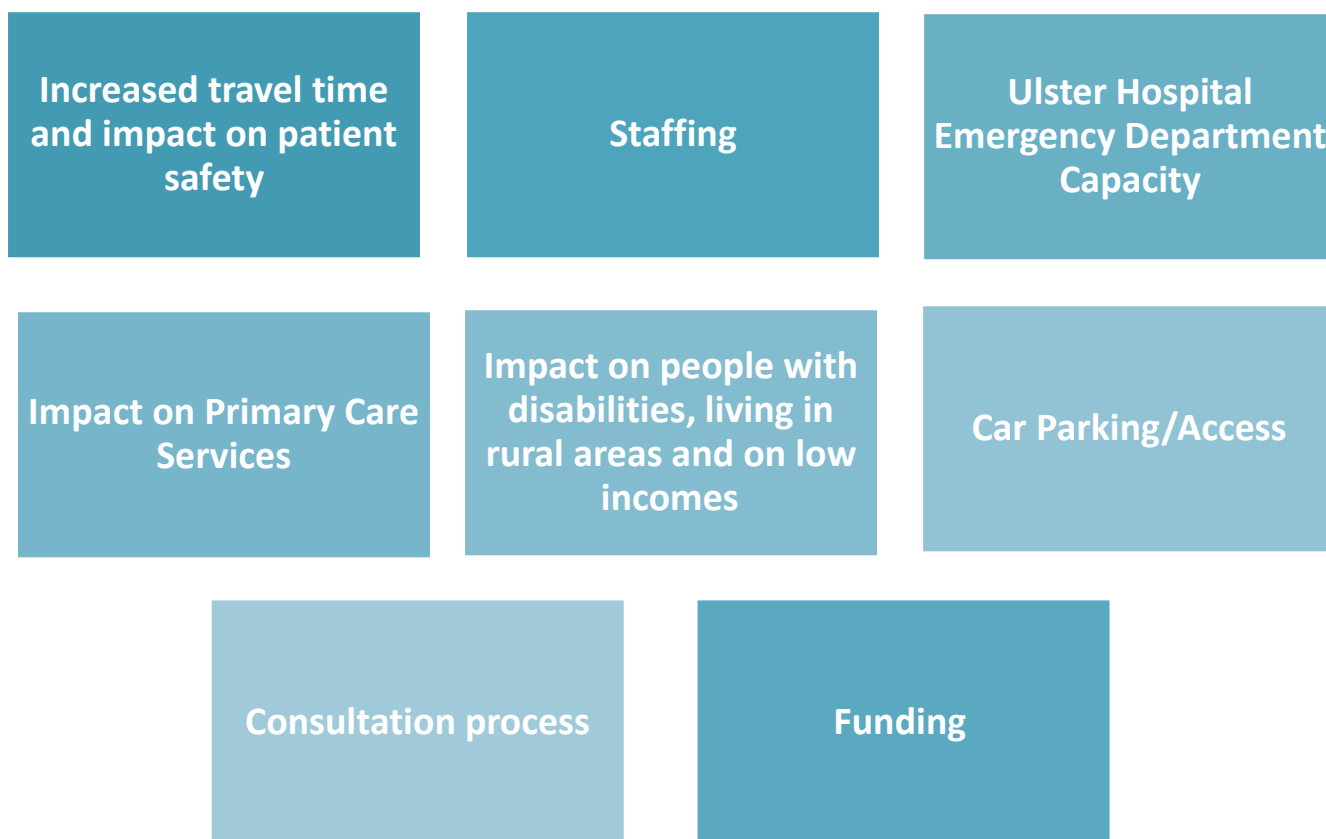 Increased travel time
and impact on patient
safety
Staffing
Ulster Hospital
Emergency Department
Capacity
Impact on Primary Care
Services
Impact on people with
disabilities, living in
rural areas and on low
incomes
Car Parking/Access
Consultation process
Funding